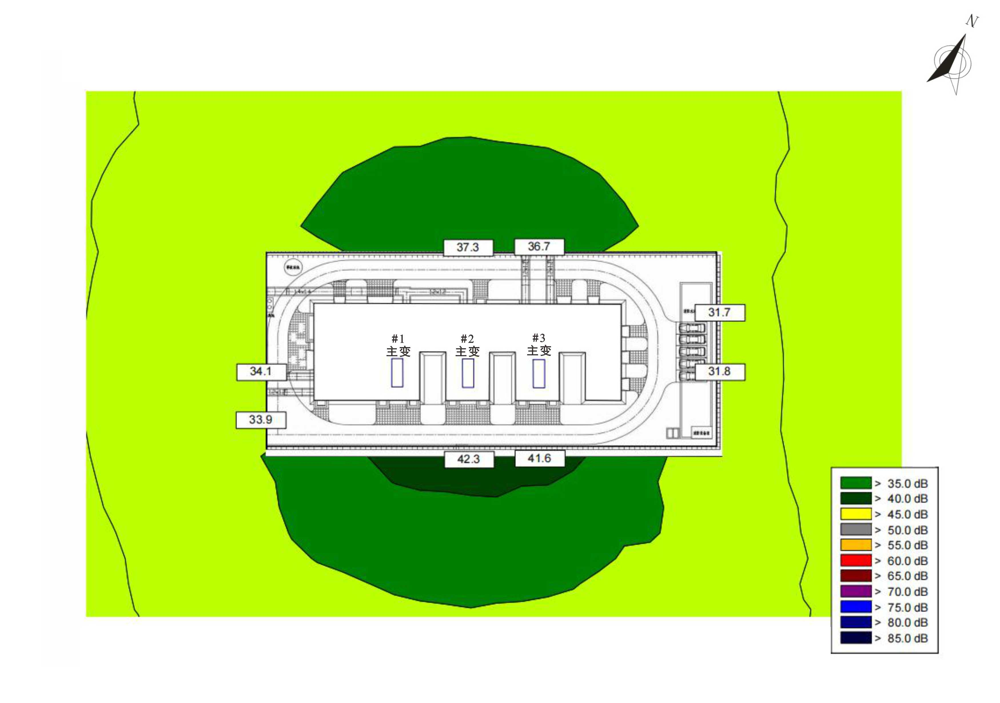 N
37.3
36.7
14x14
12x12
31.7
#1
主变
#2
主变
#3
主变
34.1
31.8
33.9
42.3
41.6
> 35.0 dB
> 40.0 dB
> 45.0 dB
> 50.0 dB
> 55.0 dB
> 60.0 dB
> 65.0 dB
> 70.0 dB
> 75.0 dB
> 80.0 dB
> 85.0 dB